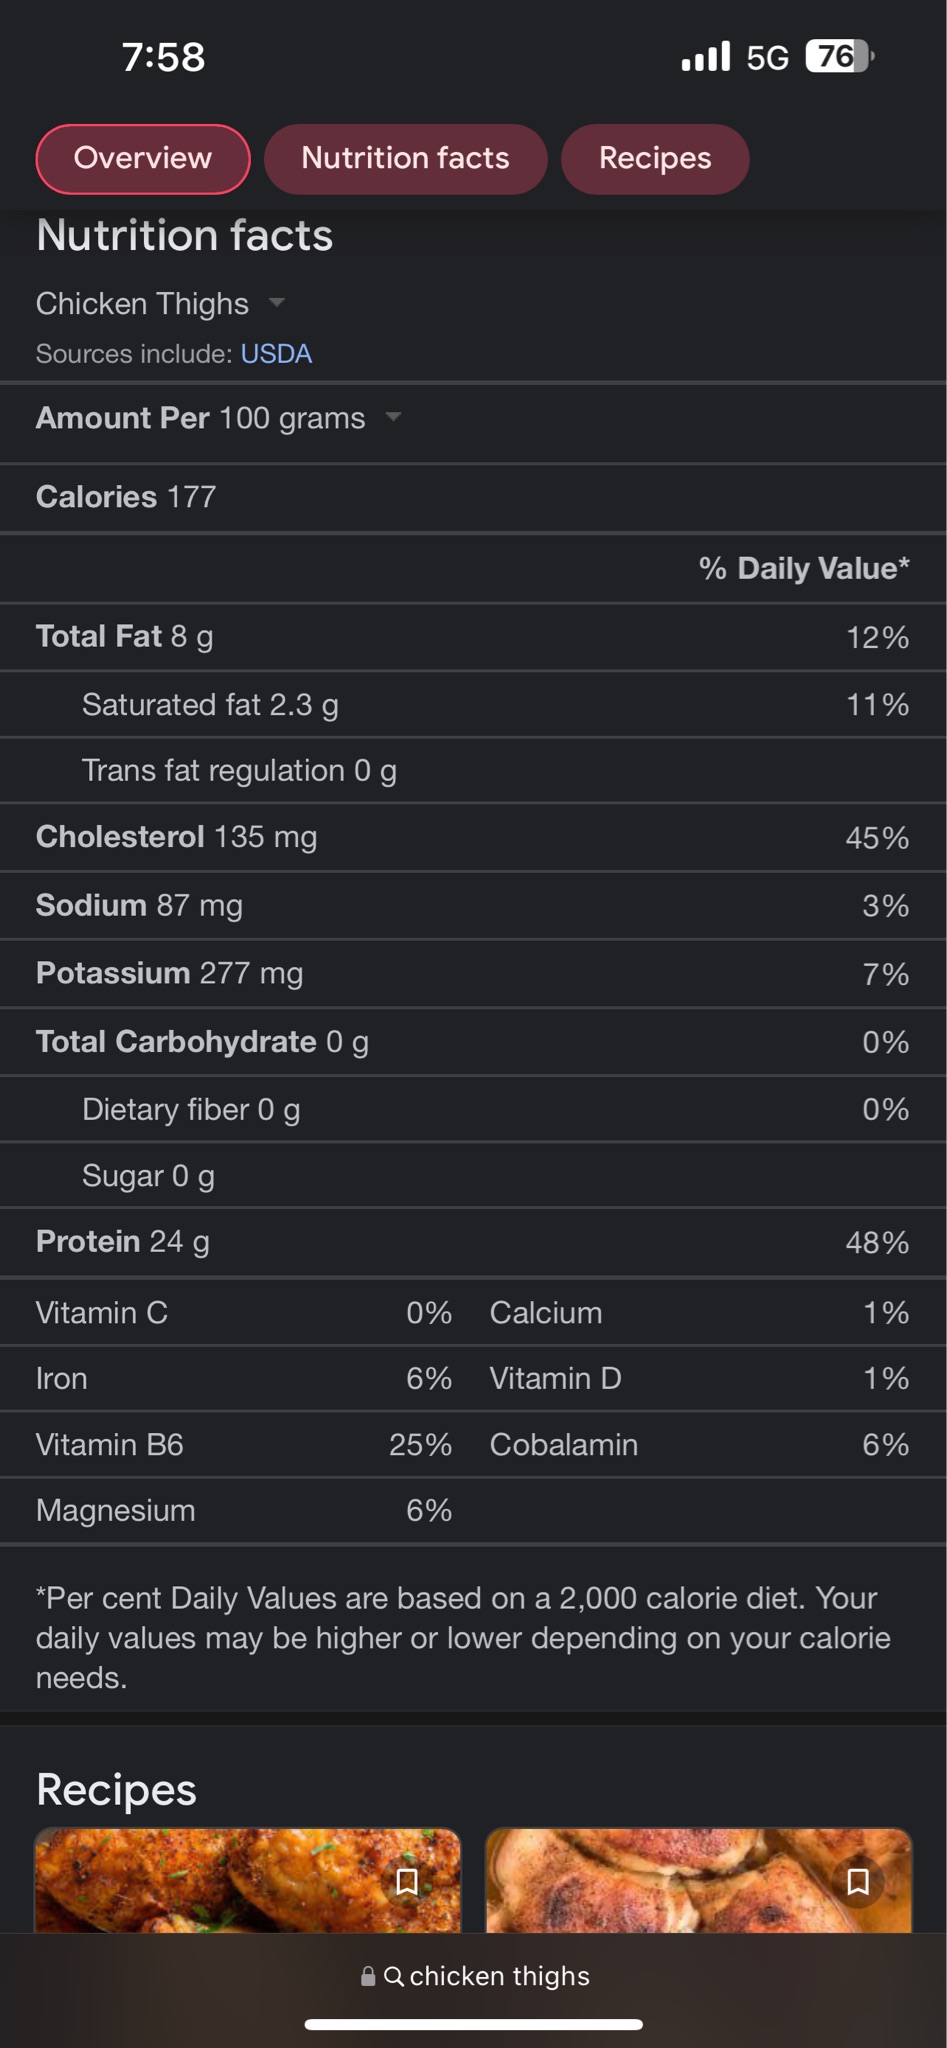 7:58 5G 76
Overview Nutrition facts Recipes
Nutrition facts
Chicken Thighs
Sources include: USDA
Amount Per 100 grams
Calories 177
% Daily Value*
Total Fat 8 g 12%
Saturated fat 2.3 g 11%
Trans fat regulation 0 g
Cholesterol 135 mg 45%
Sodium 87 mg 3%
Potassium 277 mg 7%
Total Carbohydrate 0 g 0%
Dietary fiber 0 g 0%
Sugar 0 g
Protein 24 g 48%
Vitamin C 0% Calcium 1%
Iron 6% Vitamin D 1%
Vitamin B6 25% Cobalamin 6%
Magnesium 6%
*Per cent Daily Values are based on a 2,000 calorie diet. Your
daily values may be higher or lower depending on your calorie
needs.
Recipes
chicken thighs